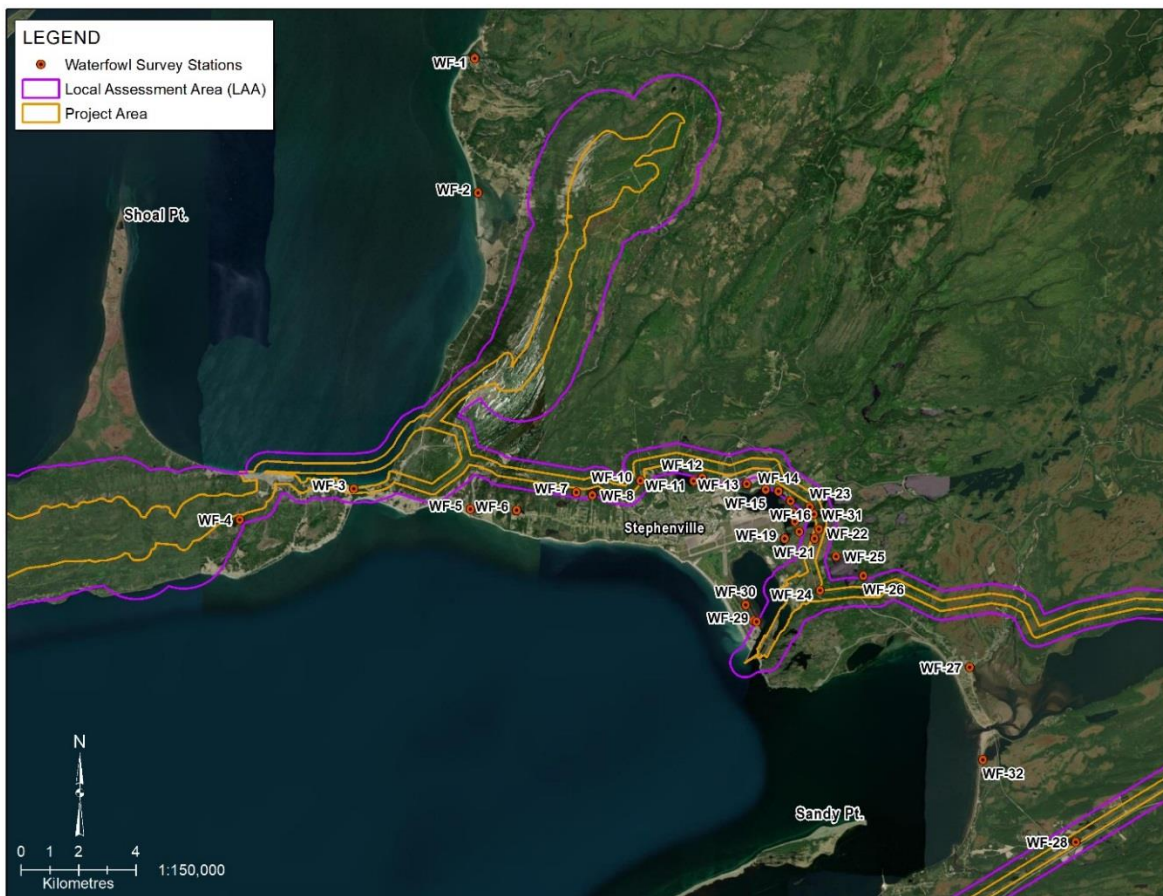 LEGEND
Waterfowl Survey Stations
Local Assessment Area (LAA)
Project Area
WF-1
WF-2
Shoal Pt.
WF-3
WF-4
WF-5
WF-6
WF-7
WF-8
WF-10
WF-11
WF-12
WF-13
WF-14
WF-15
WF-23
WF-16
WF-31
Stephenville
WF-19
WF-22
WF-21
WF-25
WF-24
WF-26
WF-30
WF-29
WF-27
WF-32
Sandy Pt.
WF-28
N
0 2 4
Kilometres
1:150,000